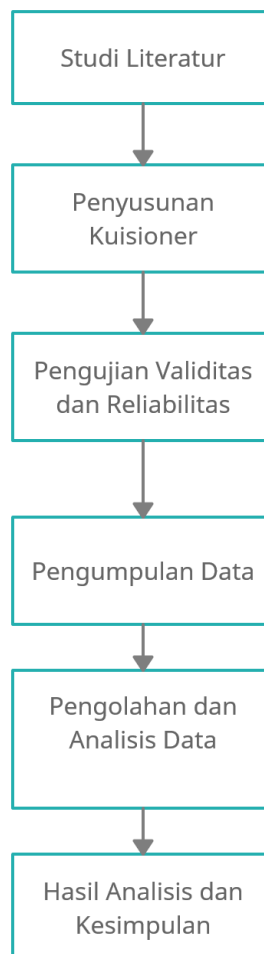 Studi Literatur
Penyusunan
Kuisioner
Pengujian Validitas
dan Reliabilitas
Pengumpulan Data
Pengolahan dan
Analisis Data
Hasil Analisis dan
Kesimpulan